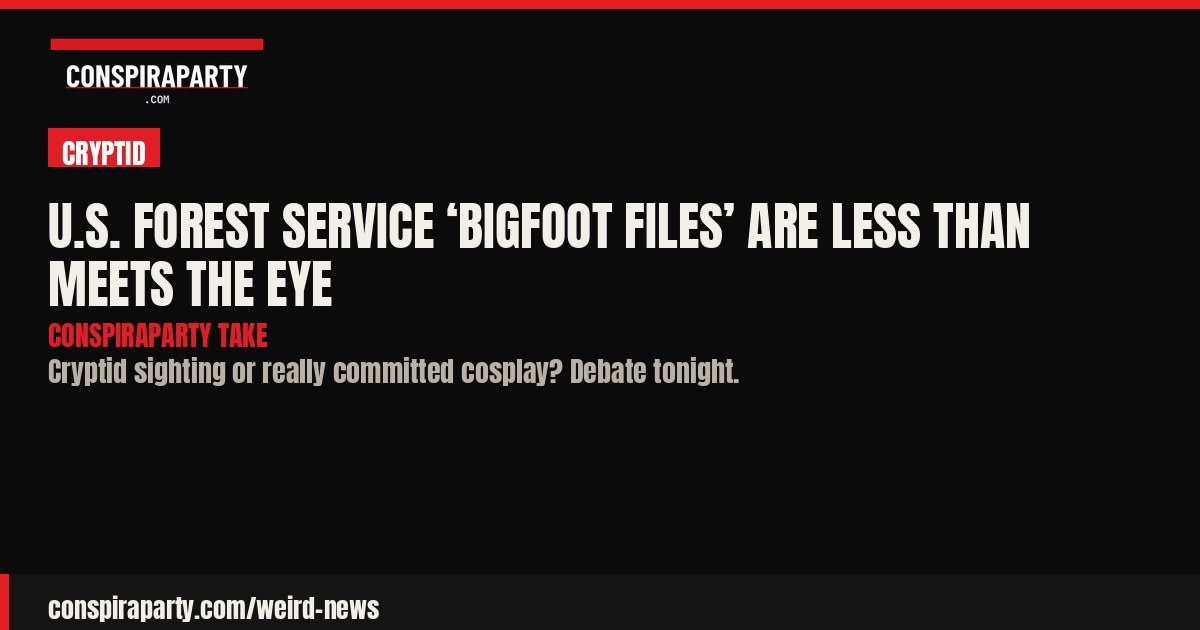 CONSPIRAPARTY
.COM
CRYPTID
U.S. FOREST SERVICE ‘BIGFOOT FILES’ ARE LESS THAN
MEETS THE EYE
CONSPIRAPARTY TAKE
Cryptid sighting or really committed cosplay? Debate tonight.
conspiraparty.com/weird-news